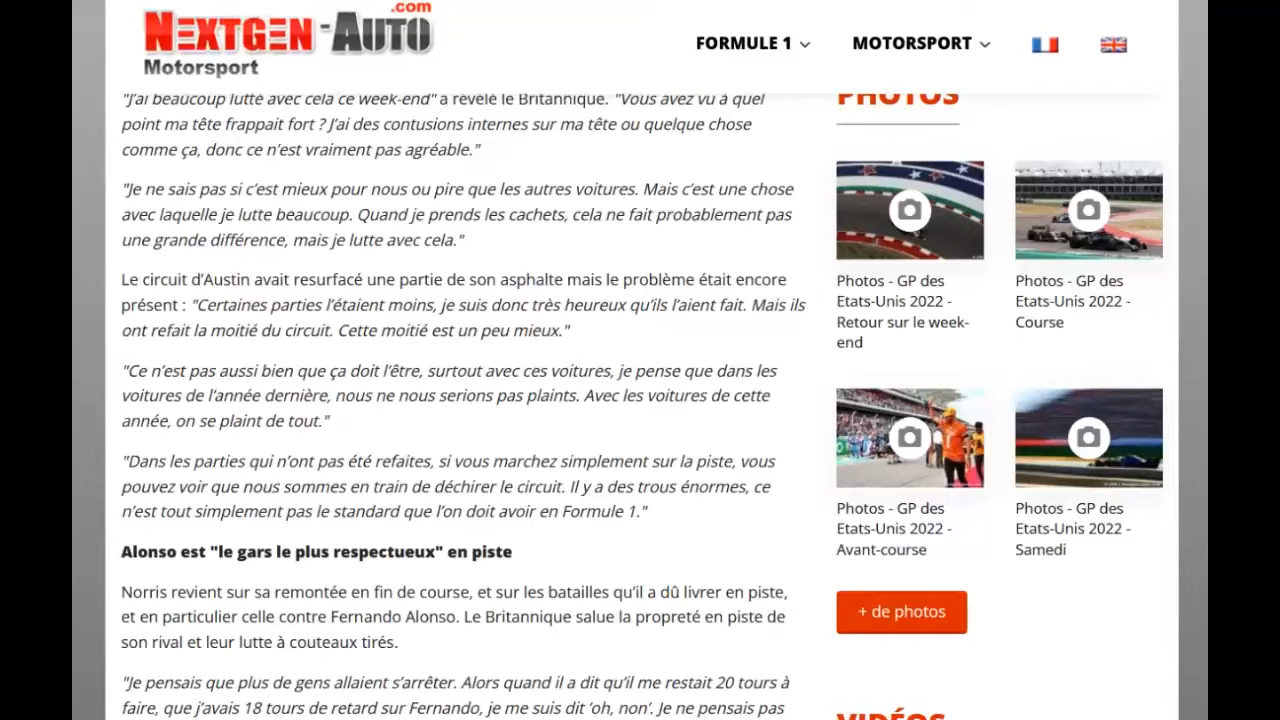 .com
NEXTGEN-AUTO
Motorsport
FORMULE 1
MOTORSPORT
"J'ai beaucoup lutté avec cela ce week-end" a révélé le Britannique. "Vous avez vu à quel
point ma tête frappait fort ? J'ai des contusions internes sur ma tête ou quelque chose
comme ça, donc ce n'est vraiment pas agréable."
"Je ne sais pas si c'est mieux pour nous ou pire que les autres voitures. Mais c'est une chose
avec laquelle je lutte beaucoup. Quand je prends les cachets, cela ne fait probablement pas
une grande différence, mais je lutte avec cela."
Le circuit d'Austin avait resurfacé une partie de son asphalte mais le problème était encore
présent : "Certaines parties l'étaient moins, je suis donc très heureux qu'ils l'aient fait. Mais ils
ont refait la moitié du circuit. Cette moitié est un peu mieux."
"Ce n'est pas aussi bien que ça doit l'être, surtout avec ces voitures, je pense que dans les
voitures de l'année dernière, nous ne nous serions pas plaints. Avec les voitures de cette
année, on se plaint de tout."
"Dans les parties qui n'ont pas été refaites, si vous marchez simplement sur la piste, vous
pouvez voir que nous sommes en train de déchirer le circuit. Il y a des trous énormes, ce
n'est tout simplement pas le standard que l'on doit avoir en Formule 1."
Alonso est "le gars le plus respectueux" en piste
Norris revient sur sa remontée en fin de course, et sur les batailles qu'il a dû livrer en piste,
et en particulier celle contre Fernando Alonso. Le Britannique salue la propreté en piste de
son rival et leur lutte à couteaux tirés.
"Je pensais que plus de gens allaient s'arrêter. Alors quand il a dit qu'il me restait 20 tours à
faire, que j'avais 18 tours de retard sur Fernando, je me suis dit 'oh, non'. Je ne pensais pas
PHOTOS
Photos - GP des
Etats-Unis 2022 -
Retour sur le week-
end
Photos - GP des
Etats-Unis 2022 -
Course
Photos - GP des
Etats-Unis 2022 -
Avant-course
Photos - GP des
Etats-Unis 2022 -
Samedi
+ de photos
VIDÉOS